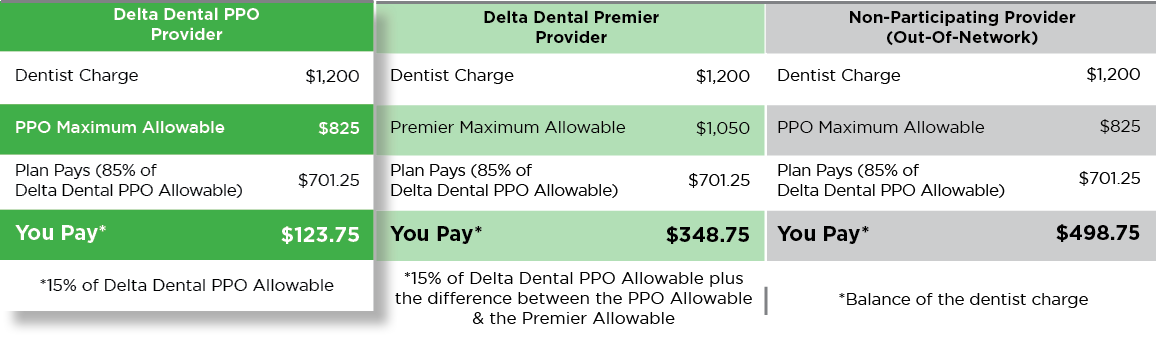 Delta Dental PPO
Provider
Dentist Charge $1,200
PPO Maximum Allowable $825
Plan Pays (85% of
Delta Dental PPO Allowable) $701.25
You Pay* $123.75
*15% of Delta Dental PPO Allowable
Delta Dental Premier
Provider
Dentist Charge $1,200
Premier Maximum Allowable $1,050
Plan Pays (85% of
Delta Dental PPO Allowable) $701.25
You Pay* $348.75
*15% of Delta Dental PPO Allowable plus
the difference between the PPO Allowable
& the Premier Allowable
Non-Participating Provider
(Out-Of-Network)
Dentist Charge $1,200
PPO Maximum Allowable $825
Plan Pays (85% of
Delta Dental PPO Allowable) $701.25
You Pay* $498.75
*Balance of the dentist charge